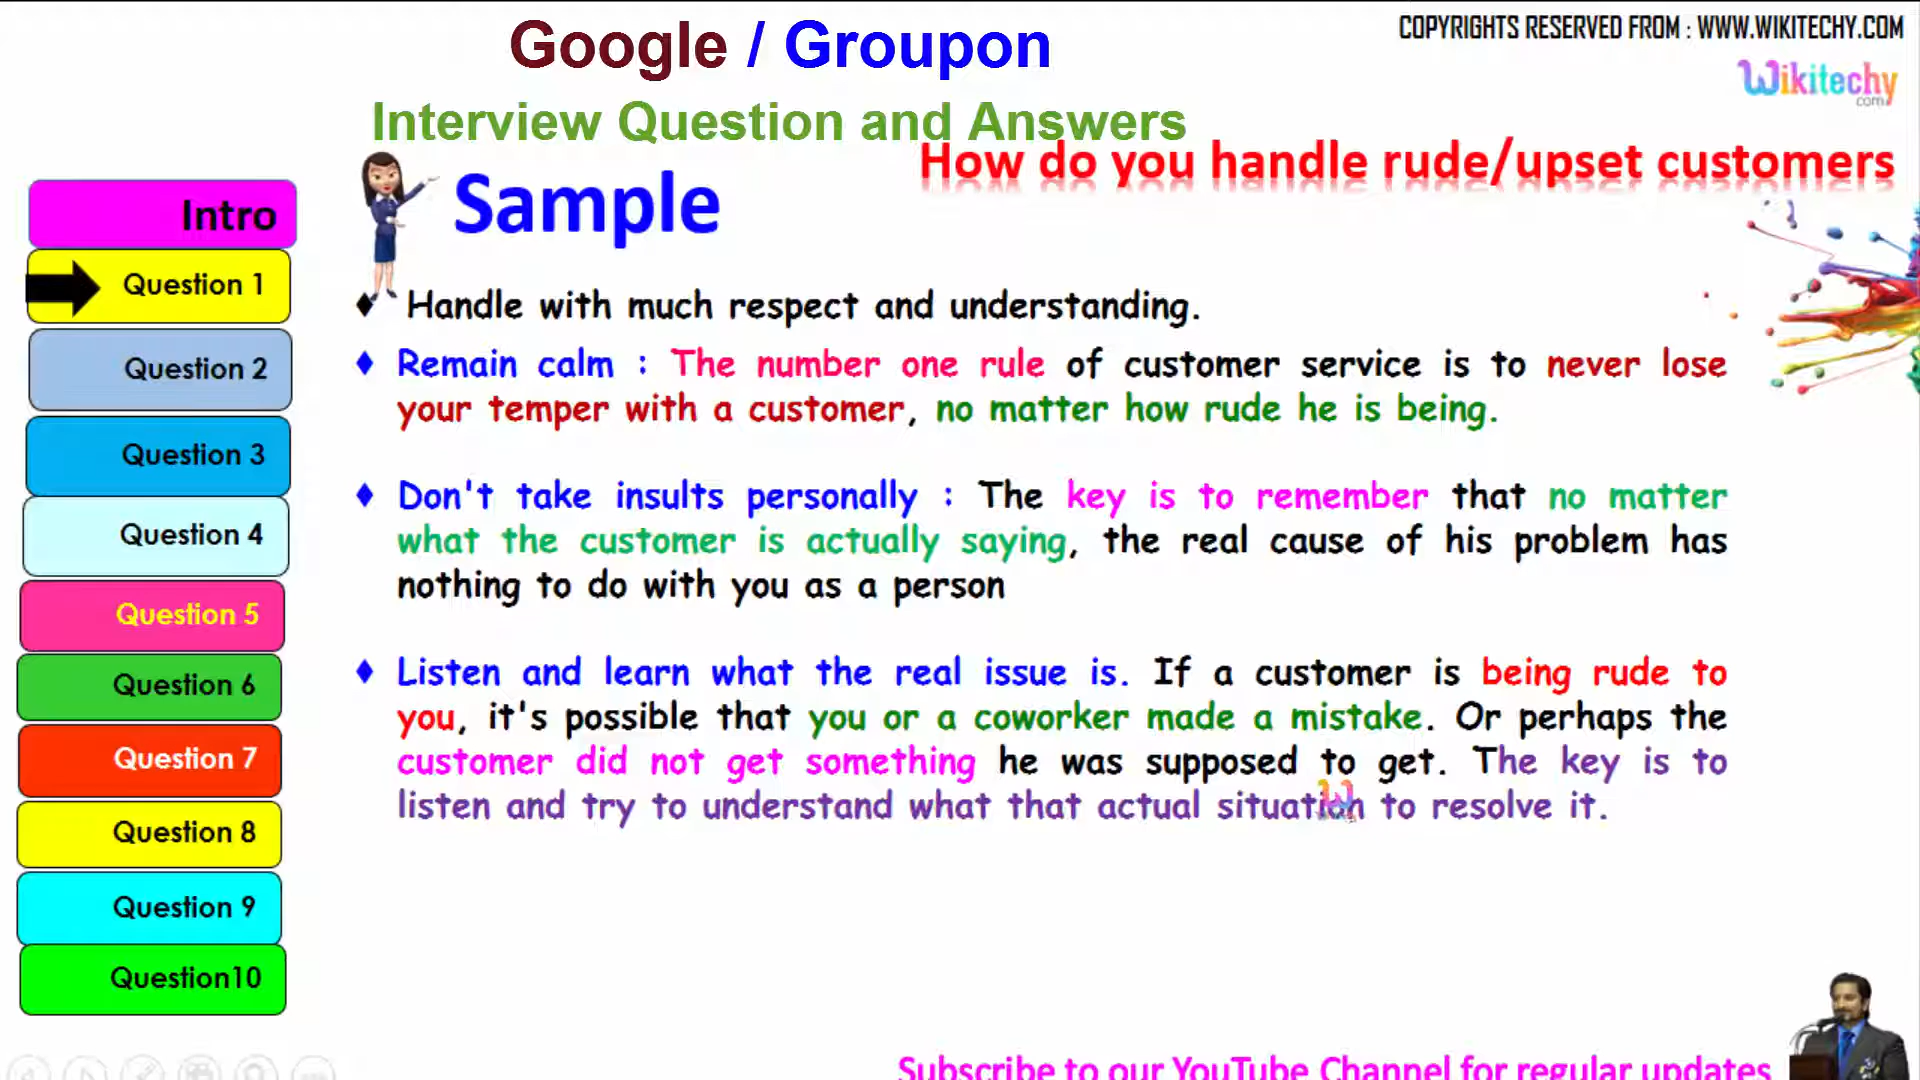 COPYRIGHTS RESERVED FROM : WWW.WIKITECHY.COM
Google / Groupon
Wikitechy
.com
Interview Question and Answers
How do you handle rude/upset customers
Sample
Intro
Question 1
Question 2
Question 3
Question 4
Question 5
Question 6
Question 7
Question 8
Question 9
Question10
♦ Handle with much respect and understanding.
♦ Remain calm : The number one rule of customer service is to never lose
your temper with a customer, no matter how rude he is being.
♦ Don't take insults personally : The key is to remember that no matter
what the customer is actually saying, the real cause of his problem has
nothing to do with you as a person
♦ Listen and learn what the real issue is. If a customer is being rude to
you, it's possible that you or a coworker made a mistake. Or perhaps the
customer did not get something he was supposed to get. The key is to
listen and try to understand what that actual situation to resolve it.
Subscribe to our YouTube Channel for regular updates